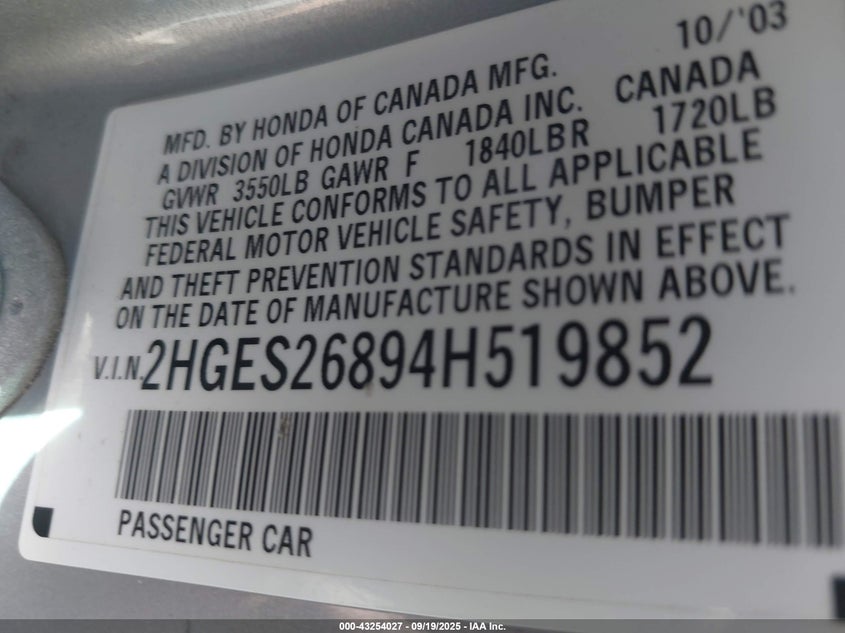 10/'03
MFD. BY HONDA OF CANADA MFG.
A DIVISION OF HONDA CANADA INC. CANADA
GVWR 3550LB GAWR F 1840LBR 1720LB
THIS VEHICLE CONFORMS TO ALL APPLICABLE
FEDERAL MOTOR VEHICLE SAFETY, BUMPER
AND THEFT PREVENTION STANDARDS IN EFFECT
ON THE DATE OF MANUFACTURE SHOWN ABOVE.
V.I.N. 2HGES26894H519852
PASSENGER CAR
000-43254027 - 09/19/2025 - IAA Inc.